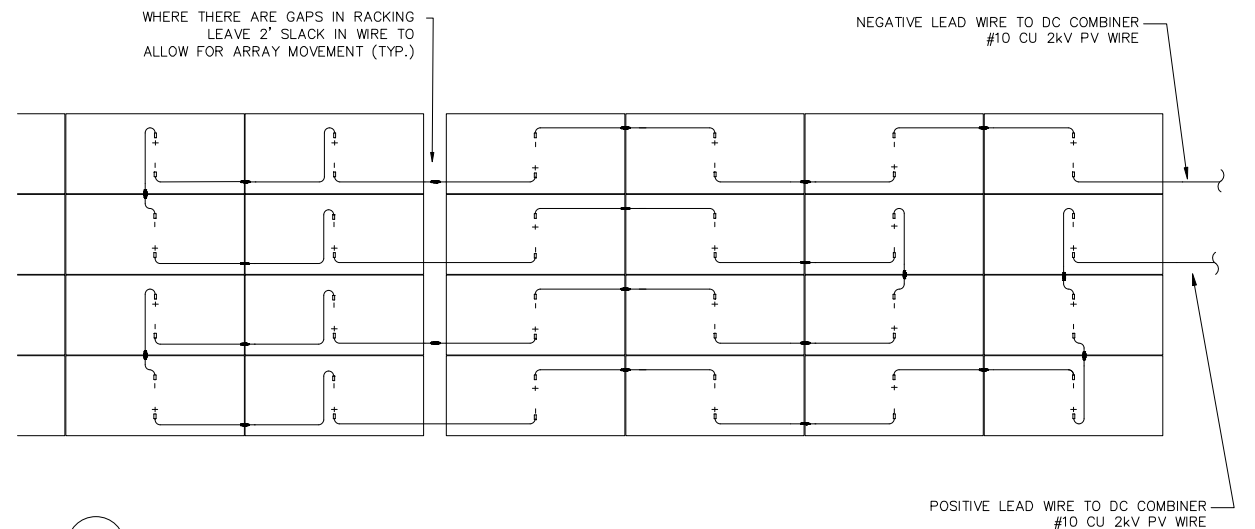 WHERE THERE ARE GAPS IN RACKING
LEAVE 2' SLACK IN WIRE TO
ALLOW FOR ARRAY MOVEMENT (TYP.)
NEGATIVE LEAD WIRE TO DC COMBINER
#10 CU 2kV PV WIRE
POSITIVE LEAD WIRE TO DC COMBINER
#10 CU 2kV PV WIRE